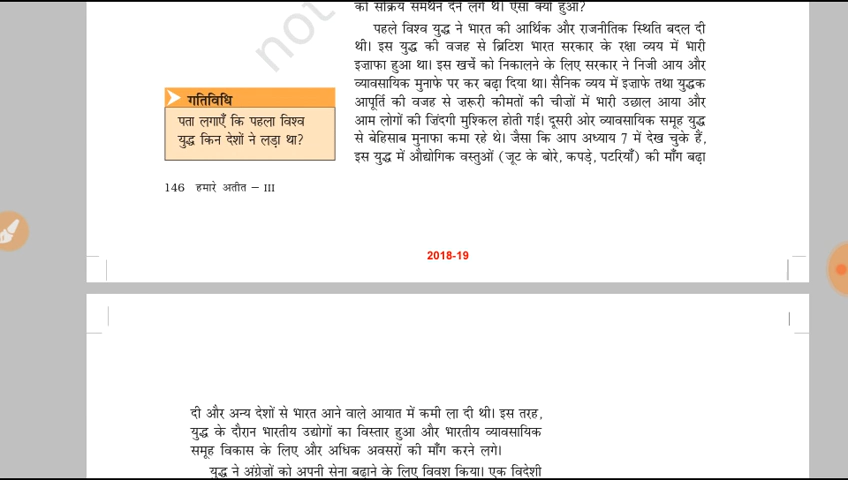 को सक्रिय समर्थन देने लगे थे। ऐसा क्यों हुआ?
पहले विश्व युद्ध ने भारत की आर्थिक और राजनीतिक स्थिति बदल दी
थी। इस युद्ध की वजह से ब्रिटिश भारत सरकार के रक्षा व्यय में भारी
इज़ाफा हुआ था। इस खर्चे को निकालने के लिए सरकार ने निजी आय और
व्यावसायिक मुनाफे पर कर बढ़ा दिया था। सैनिक व्यय में इज़ाफे तथा युद्धक
आपूर्ति की वजह से ज़रूरी कीमतों की चीज़ों में भारी उछाल आया और
आम लोगों की ज़िंदगी मुश्किल होती गई। दूसरी ओर व्यावसायिक समूह युद्ध
से बेहिसाब मुनाफा कमा रहे थे। जैसा कि आप अध्याय 7 में देख चुके हैं,
इस युद्ध में औद्योगिक वस्तुओं (जूट के बोरे, कपड़े, पटरियाँ) की माँग बढ़ा
गतिविधि
पता लगाएँ कि पहला विश्व
युद्ध किन देशों ने लड़ा था?
146 हमारे अतीत – III
not
2018-19
दी और अन्य देशों से भारत आने वाले आयात में कमी ला दी थी। इस तरह,
युद्ध के दौरान भारतीय उद्योगों का विस्तार हुआ और भारतीय व्यावसायिक
समूह विकास के लिए और अधिक अवसरों की माँग करने लगे।
युद्ध ने अंग्रेज़ों को अपनी सेना बढ़ाने के लिए विवश किया। एक विदेशी